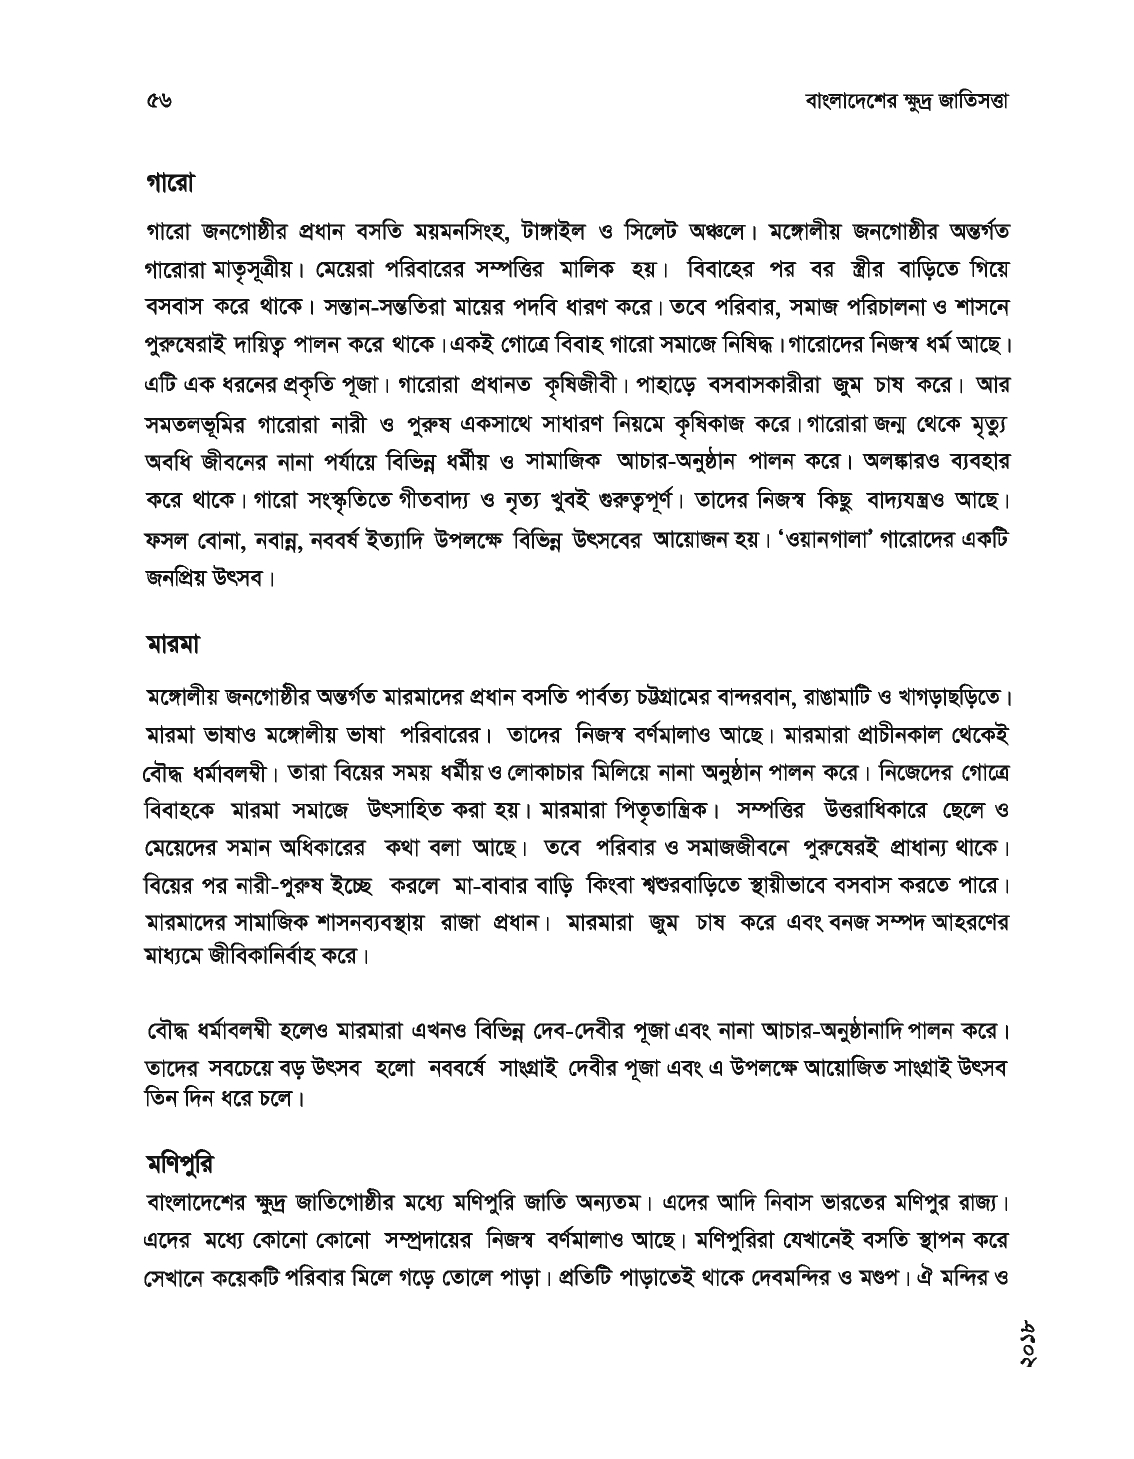 ৫৬ বাংলাদেশের ক্ষুদ্র জাতিসত্তা
গারো
গারো জনগোষ্ঠীর প্রধান বসতি ময়মনসিংহ, টাঙ্গাইল ও সিলেট অঞ্চলে। মঙ্গোলীয় জনগোষ্ঠীর অন্তর্গত
গারোরা মাতৃসূত্রীয়। মেয়েরা পরিবারের সম্পত্তির মালিক হয়। বিবাহের পর বর স্ত্রীর বাড়িতে গিয়ে
বসবাস করে থাকে। সন্তান-সন্ততিরা মায়ের পদবি ধারণ করে। তবে পরিবার, সমাজ পরিচালনা ও শাসনে
পুরুষেরাই দায়িত্ব পালন করে থাকে। একই গোত্রে বিবাহ গারো সমাজে নিষিদ্ধ। গারোদের নিজস্ব ধর্ম আছে।
এটি এক ধরনের প্রকৃতি পূজা। গারোরা প্রধানত কৃষিজীবী। পাহাড়ে বসবাসকারীরা জুম চাষ করে। আর
সমতলভূমির গারোরা নারী ও পুরুষ একসাথে সাধারণ নিয়মে কৃষিকাজ করে। গারোরা জন্ম থেকে মৃত্যু
অবধি জীবনের নানা পর্যায়ে বিভিন্ন ধর্মীয় ও সামাজিক আচার-অনুষ্ঠান পালন করে। অলঙ্কারও ব্যবহার
করে থাকে। গারো সংস্কৃতিতে গীতবাদ্য ও নৃত্য খুবই গুরুত্বপূর্ণ। তাদের নিজস্ব কিছু বাদ্যযন্ত্রও আছে।
ফসল বোনা, নবান্ন, নববর্ষ ইত্যাদি উপলক্ষে বিভিন্ন উৎসবের আয়োজন হয়। ‘ওয়ানগালা’ গারোদের একটি
জনপ্রিয় উৎসব।
মারমা
মঙ্গোলীয় জনগোষ্ঠীর অন্তর্গত মারমাদের প্রধান বসতি পার্বত্য চট্টগ্রামের বান্দরবান, রাঙামাটি ও খাগড়াছড়িতে।
মারমা ভাষাও মঙ্গোলীয় ভাষা পরিবারের। তাদের নিজস্ব বর্ণমালাও আছে। মারমারা প্রাচীনকাল থেকেই
বৌদ্ধ ধর্মাবলম্বী। তারা বিয়ের সময় ধর্মীয় ও লোকাচার মিলিয়ে নানা অনুষ্ঠান পালন করে। নিজেদের গোত্রে
বিবাহকে মারমা সমাজে উৎসাহিত করা হয়। মারমারা পিতৃতান্ত্রিক। সম্পত্তির উত্তরাধিকারে ছেলে ও
মেয়েদের সমান অধিকারের কথা বলা আছে। তবে পরিবার ও সমাজজীবনে পুরুষেরই প্রাধান্য থাকে।
বিয়ের পর নারী-পুরুষ ইচ্ছে করলে মা-বাবার বাড়ি কিংবা শ্বশুরবাড়িতে স্থায়ীভাবে বসবাস করতে পারে।
মারমাদের সামাজিক শাসনব্যবস্থায় রাজা প্রধান। মারমারা জুম চাষ করে এবং বনজ সম্পদ আহরণের
মাধ্যমে জীবিকানির্বাহ করে।
বৌদ্ধ ধর্মাবলম্বী হলেও মারমারা এখনও বিভিন্ন দেব-দেবীর পূজা এবং নানা আচার-অনুষ্ঠানাদি পালন করে।
তাদের সবচেয়ে বড় উৎসব হলো নববর্ষে সাংগ্রাই দেবীর পূজা এবং এ উপলক্ষে আয়োজিত সাংগ্রাই উৎসব
তিন দিন ধরে চলে।
মণিপুরি
বাংলাদেশের ক্ষুদ্র জাতিগোষ্ঠীর মধ্যে মণিপুরি জাতি অন্যতম। এদের আদি নিবাস ভারতের মণিপুর রাজ্য।
এদের মধ্যে কোনো কোনো সম্প্রদায়ের নিজস্ব বর্ণমালাও আছে। মণিপুরিরা যেখানেই বসতি স্থাপন করে
সেখানে কয়েকটি পরিবার মিলে গড়ে তোলে পাড়া। প্রতিটি পাড়াতেই থাকে দেবমন্দির ও মণ্ডপ। ঐ মন্দির ও
২০১৮